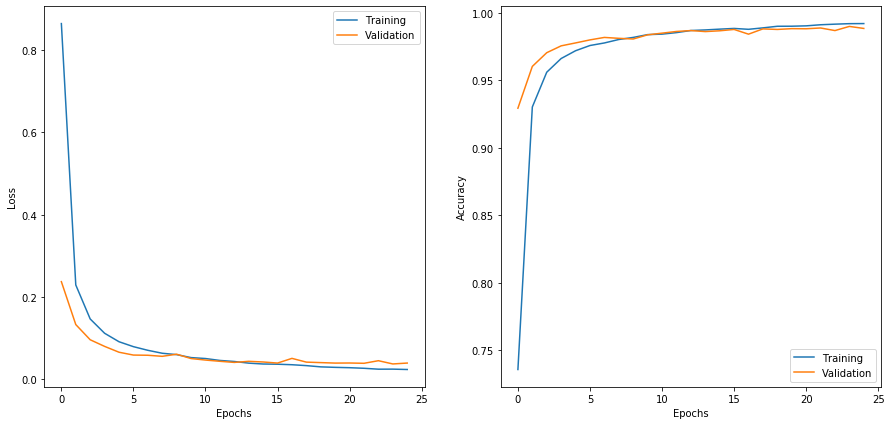 Training
Validation
0.8
0.6
0.4
0.2
0.0
Loss
0 5 10 15 20 25
Epochs
1.00
0.95
0.90
0.85
0.80
0.75
Accuracy
Training
Validation
0 5 10 15 20 25
Epochs